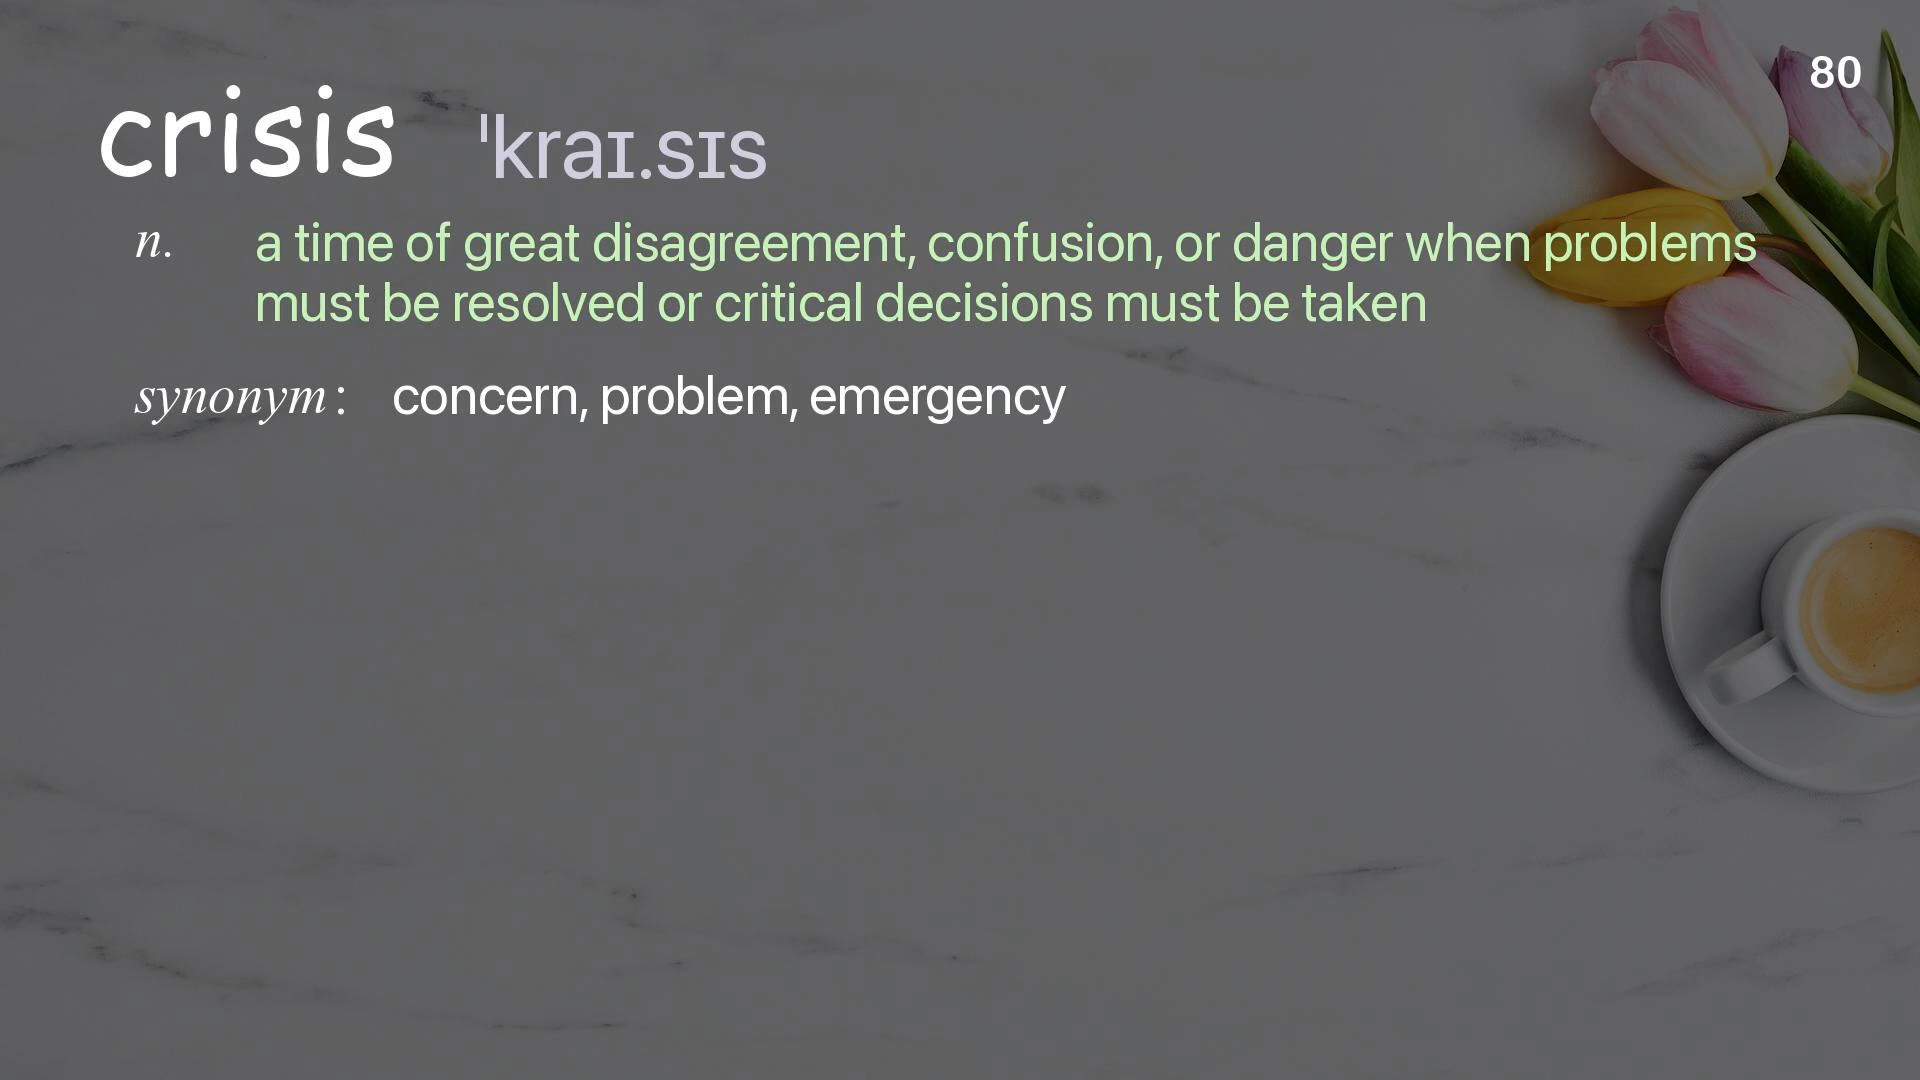 80
crisis ˈkraɪ.sɪs
n. a time of great disagreement, confusion, or danger when problems
must be resolved or critical decisions must be taken
synonym: concern, problem, emergency